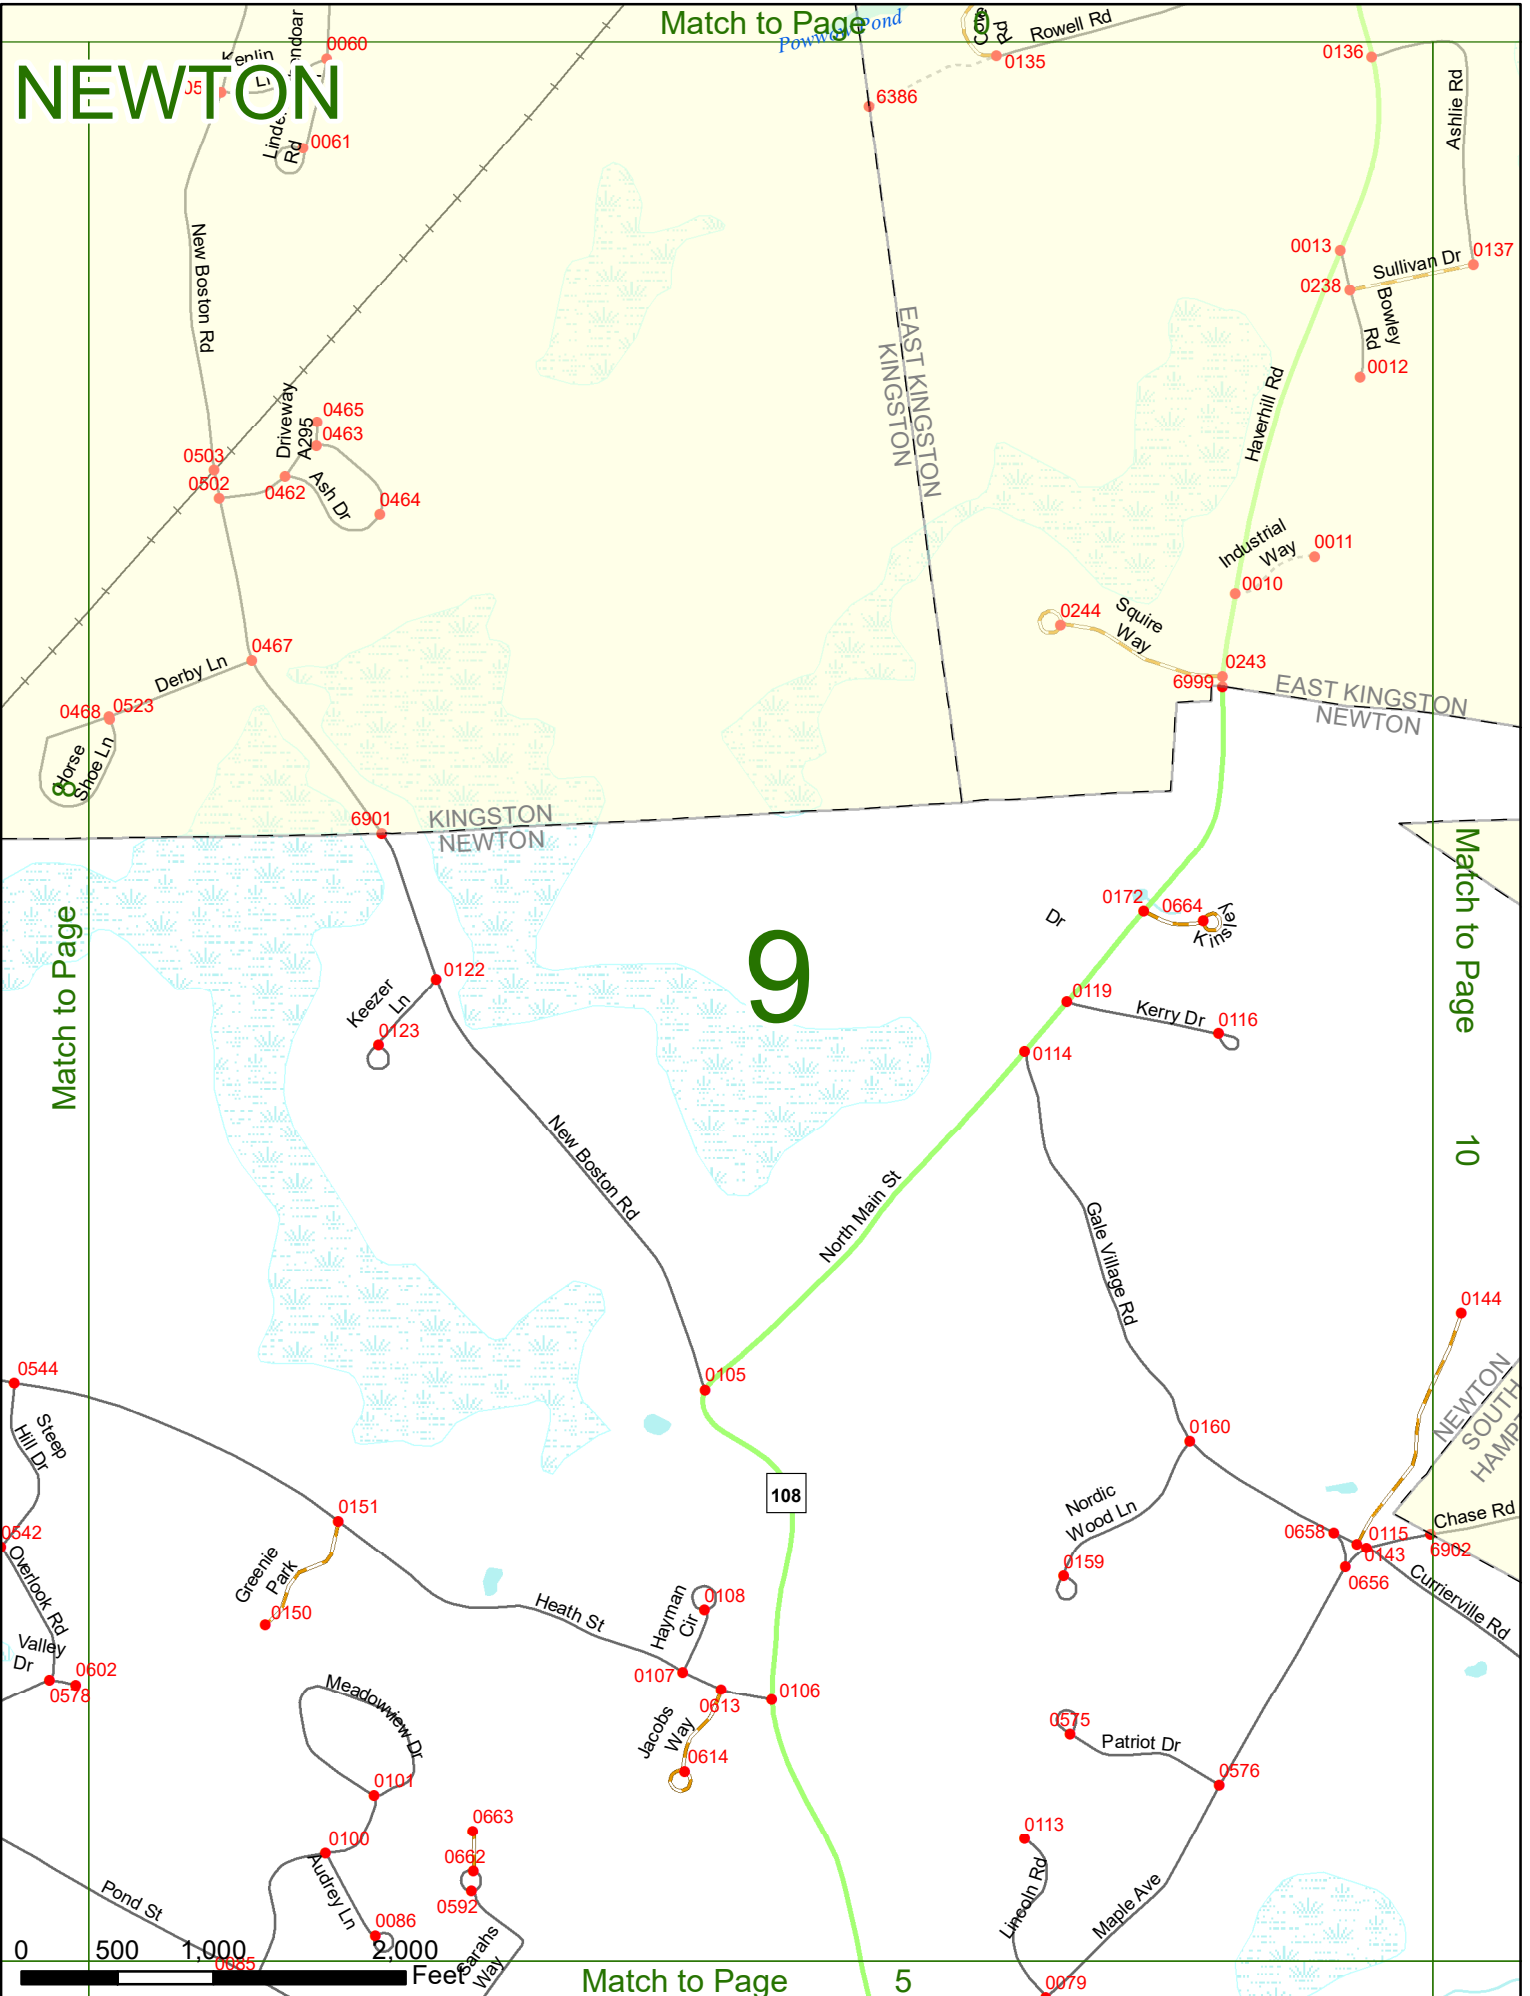 Match to Page
0
Powwow Pond
Cove
Rd
Rowell Rd
0135
0136
6386
NEWTON
Kenlin
Ln
0060
0061
Rd
Ashlie Rd
New Boston Rd
0013
0238
Sullivan Dr
0137
Bowley
Rd
0012
EAST KINGSTON
KINGSTON
Haverhill Rd
Driveway
A295
0465
0463
0503
0502
0462
Ash Dr
0464
Industrial
Way
0011
0010
0244
Squire
Way
0243
6999
EAST KINGSTON
NEWTON
0467
Derby Ln
0468
0523
Horse
Shoe Ln
8
6901
KINGSTON
NEWTON
Match to Page
Match to Page
10
9
0172
0664
Kinsley
Dr
0122
Keezer
Ln
0123
0119
Kerry Dr
0116
0114
New Boston Rd
North Main St
Gale Village Rd
0144
NEWTON
SOUTH
0105
0160
0544
Steep
Hill Dr
108
0151
0542
Overlook Rd
Greenie
Park
0150
Nordic
Wood Ln
0159
0658
0115
0143
6902
Chase Rd
0656
Currierville Rd
Heath St
Hayman
Cir
0108
0107
0613
0106
Valley
Dr
0602
0578
Meadowview Dr
Jacobs
Way
0614
0575
Patriot Dr
0576
0101
0100
0663
0662
0592
0113
Lincoln Rd
Maple Ave
Audrey Ln
0086
Pond St
0085
Sarahs
Way
0079
0
500
1,000
2,000
Feet
Match to Page
5